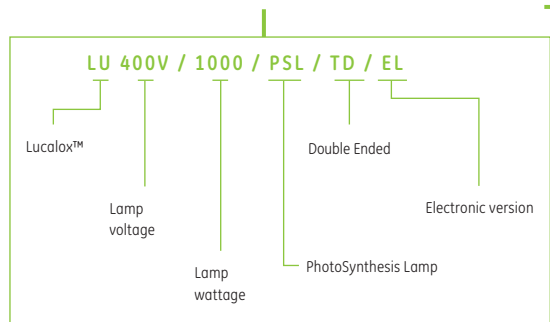 LU 400V / 1000 / PSL / TD / EL
Lucalox™
Double Ended
Lamp
voltage
Electronic version
Lamp
wattage
PhotoSynthesis Lamp